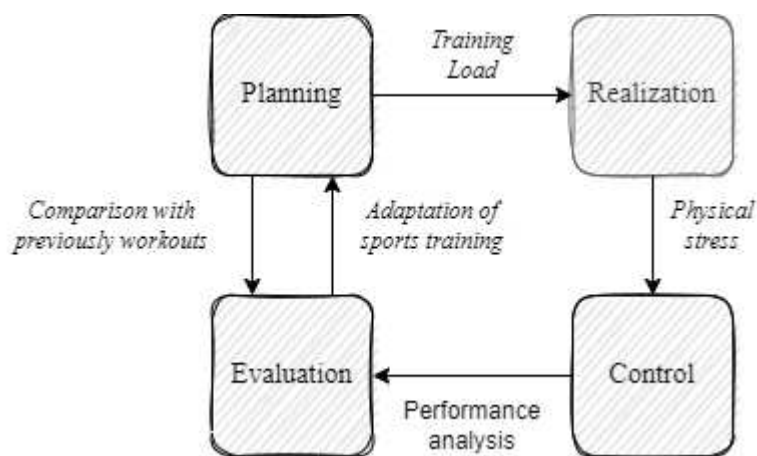 Training
Load
Planning
Realization
Comparison with
previously workouts
Adaptation of
sports training
Physical
stress
Evaluation
Control
Performance
analysis